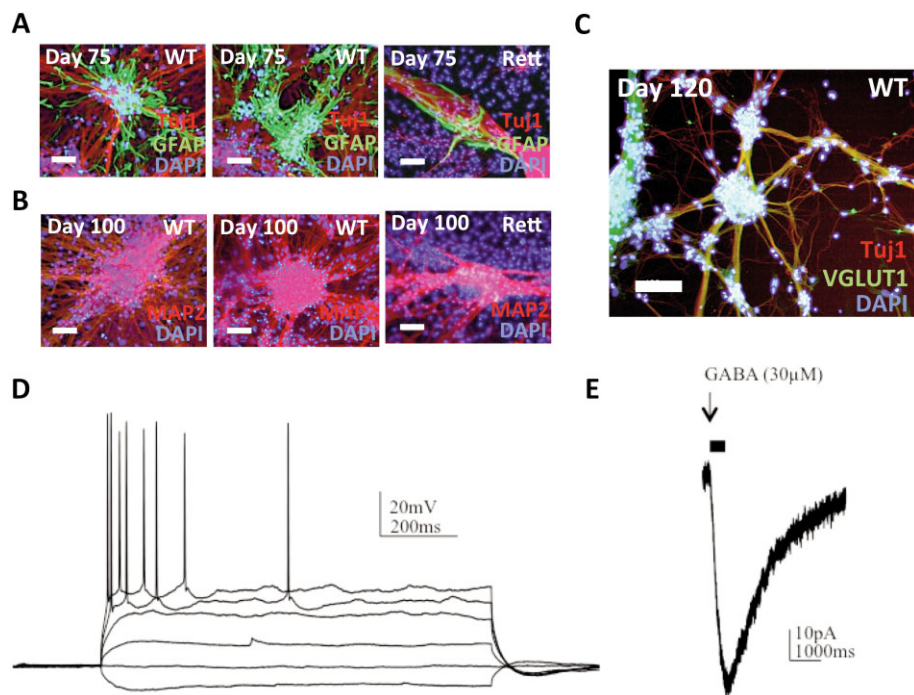 A
Day 75 WT
Tuj1
GFAP
DAPI
Day 75 WT
Tuj1
GFAP
DAPI
Day 75 Rett
Tuj1
GFAP
DAPI
B
Day 100 WT
MAP2
DAPI
Day 100 WT
MAP2
DAPI
Day 100 Rett
MAP2
DAPI
C
Day 120 WT
Tuj1
VGLUT1
DAPI
D
20mV
200ms
E
GABA (30μM)
10pA
1000ms